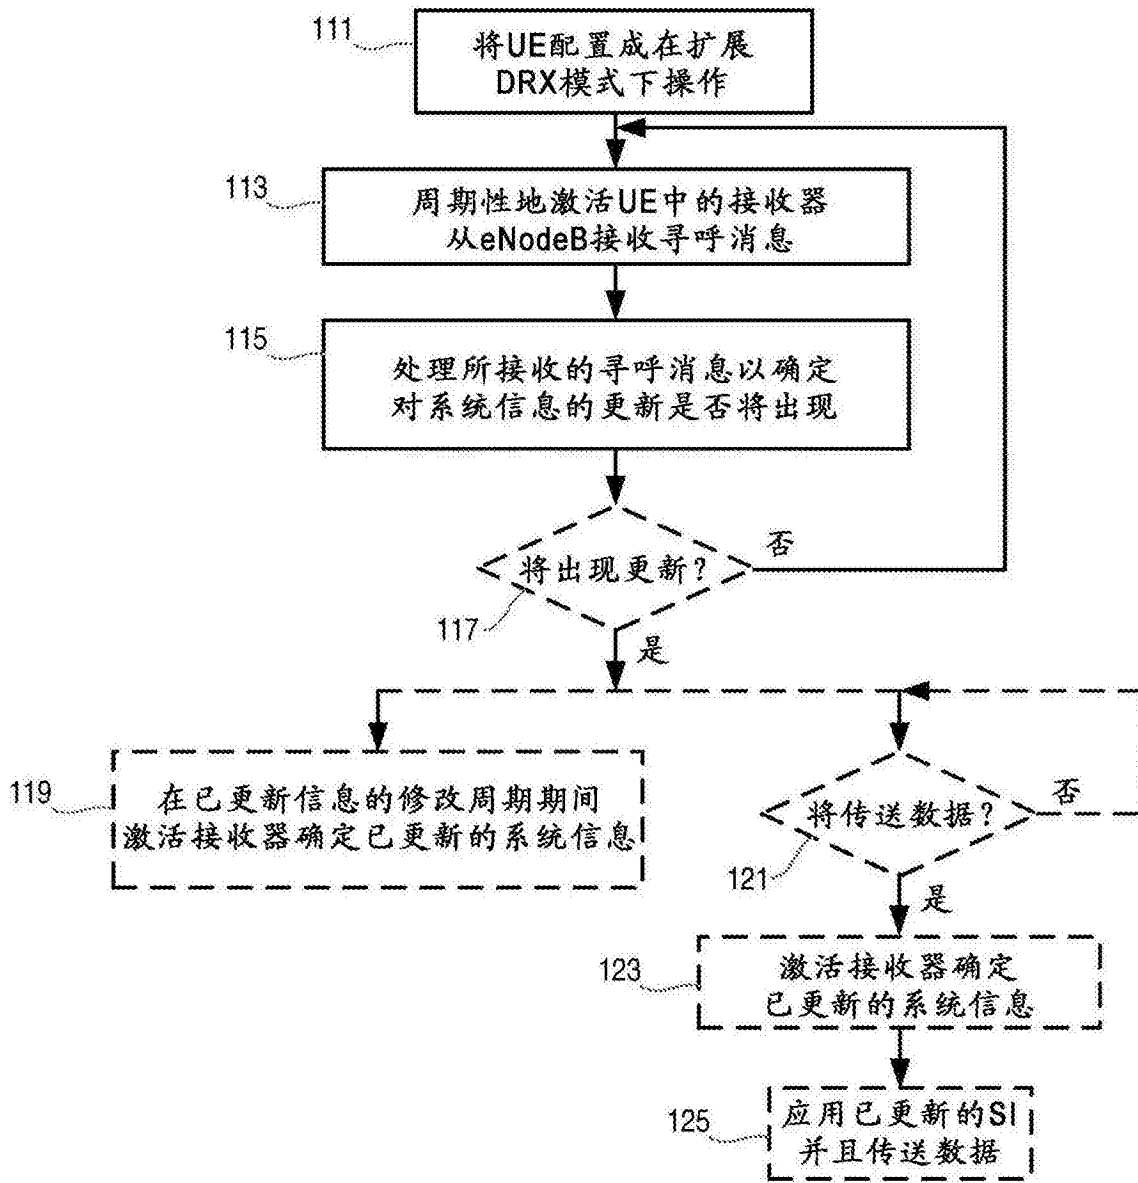 111
将UE配置成在扩展
DRX模式下操作
113
周期性地激活UE中的接收器
从eNodeB接收寻呼消息
115
处理所接收的寻呼消息以确定
对系统信息的更新是否将出现
将出现更新?
否
117
是
119
在已更新信息的修改周期期间
激活接收器确定已更新的系统信息
将传送数据?
否
121
是
123
激活接收器确定
已更新的系统信息
125
应用已更新的SI
并且传送数据